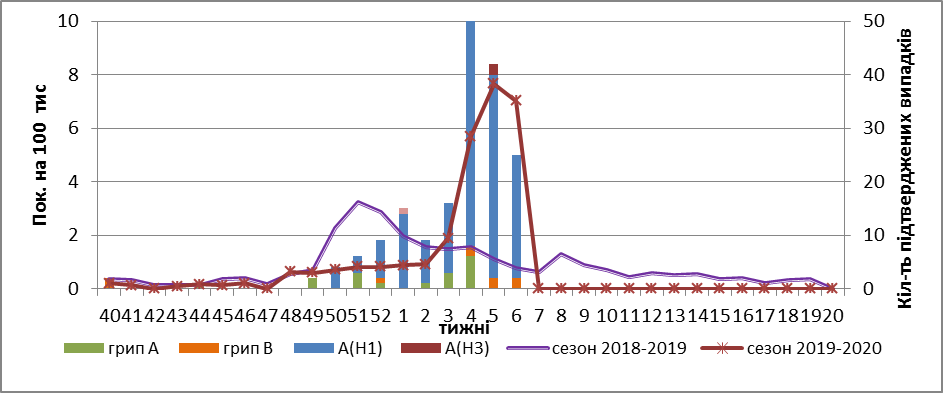 Пок. на 100 тис
10
8
6
4
2
0
50
40
30
20
10
0
Кіл-ть підтверджених випадків
40 41 42 43 44 45 46 47 48 49 50 51 52 1 2 3 4 5 6 7 8 9 10 11 12 13 14 15 16 17 18 19 20
тижні
грип А грип В А(Н1) А(Н3) сезон 2018-2019 сезон 2019-2020